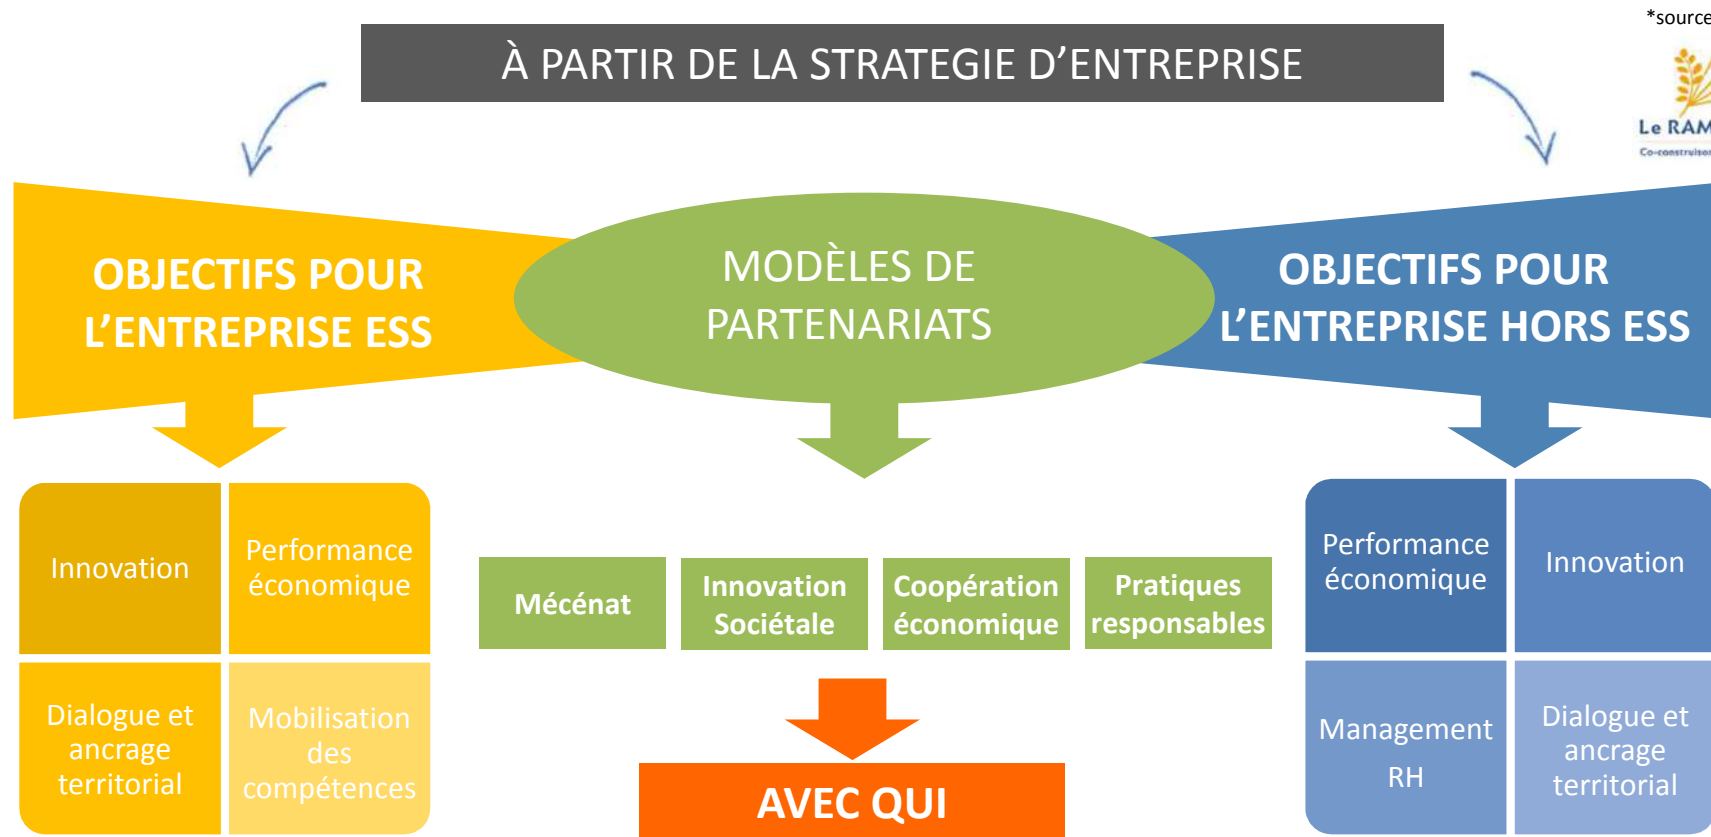 *source
À PARTIR DE LA STRATEGIE D’ENTREPRISE
Le RAM
Co-construison
OBJECTIFS POUR
L’ENTREPRISE ESS
MODÈLES DE
PARTENARIATS
OBJECTIFS POUR
L’ENTREPRISE HORS ESS
Innovation
Performance
économique
Dialogue et
ancrage
territorial
Mobilisation
des
compétences
Mécénat
Innovation
Sociétale
Coopération
économique
Pratiques
responsables
AVEC QUI
Performance
économique
Innovation
Management
RH
Dialogue et
ancrage
territorial